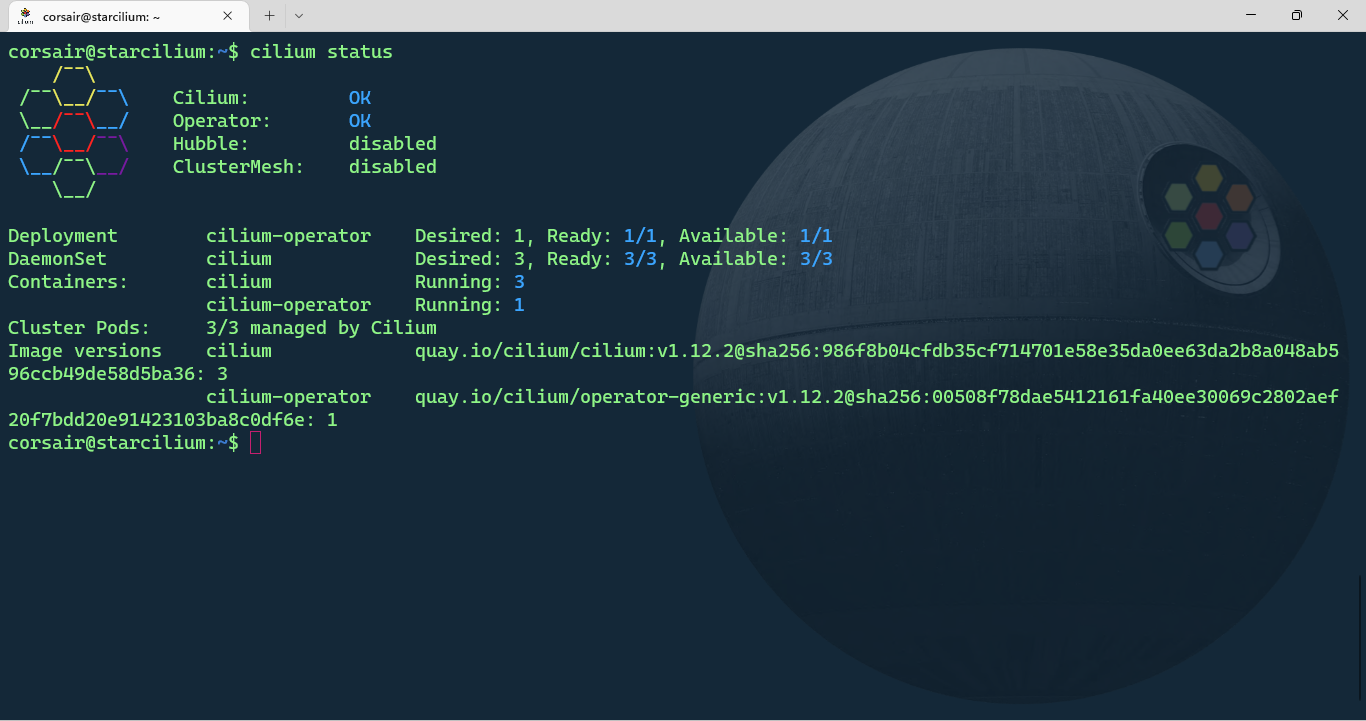 corsair@starcilium: ~
corsair@starcilium:~$ cilium status
    /¯¯\
 /¯¯\__/¯¯\    Cilium:         OK
 \__/¯¯\__/    Operator:       OK
 /¯¯\__/¯¯\    Hubble:         disabled
 \__/¯¯\__/    ClusterMesh:    disabled
    \__/
Deployment        cilium-operator    Desired: 1, Ready: 1/1, Available: 1/1
DaemonSet         cilium             Desired: 3, Ready: 3/3, Available: 3/3
Containers:       cilium             Running: 3
                  cilium-operator    Running: 1
Cluster Pods:     3/3 managed by Cilium
Image versions    cilium             quay.io/cilium/cilium:v1.12.2@sha256:986f8b04cfdb35cf714701e58e35da0ee63da2b8a048ab5
96ccb49de58d5ba36: 3
                  cilium-operator    quay.io/cilium/operator-generic:v1.12.2@sha256:00508f78dae5412161fa40ee30069c2802aef
20f7bdd20e91423103ba8c0df6e: 1
corsair@starcilium:~$